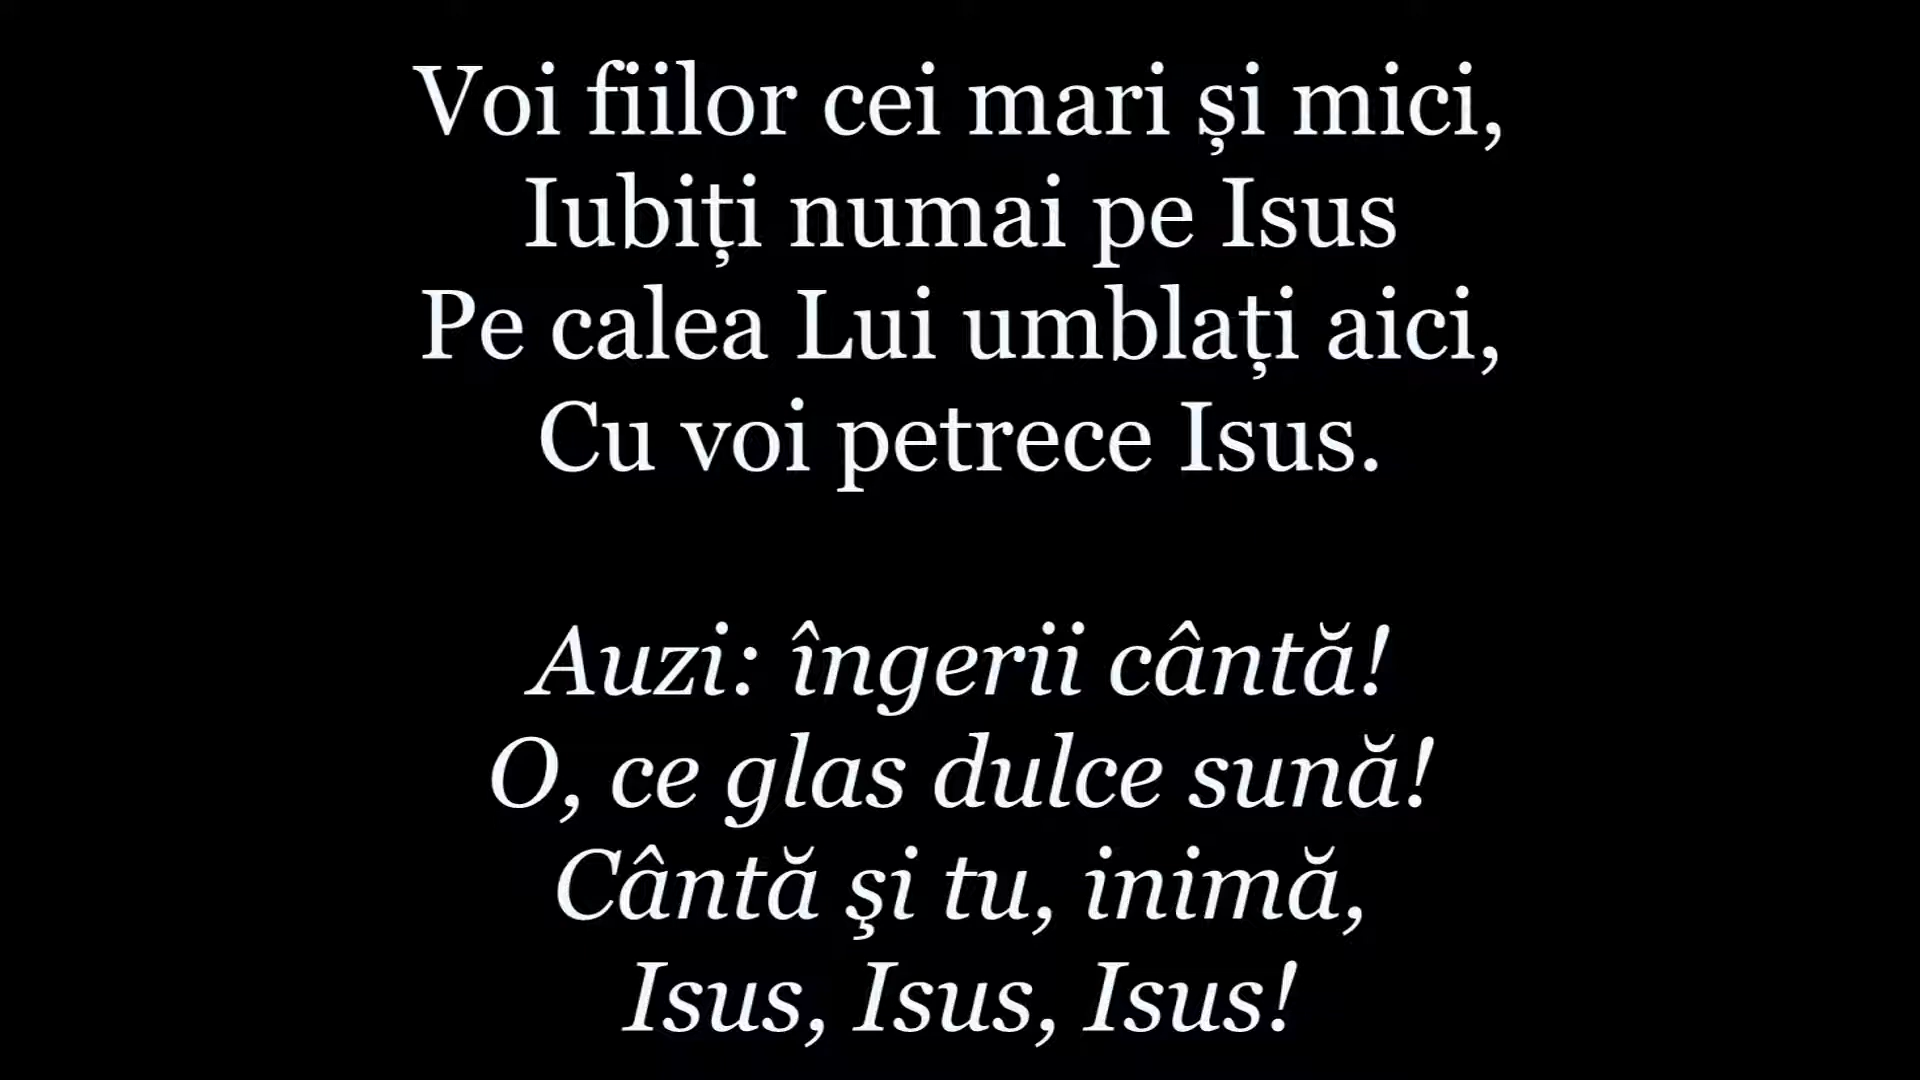 Voi fiilor cei mari și mici,
Iubiți numai pe Isus
Pe calea Lui umblați aici,
Cu voi petrece Isus.
Auzi: îngerii cântă!
O, ce glas dulce sună!
Cântă şi tu, inimă,
Isus, Isus, Isus!